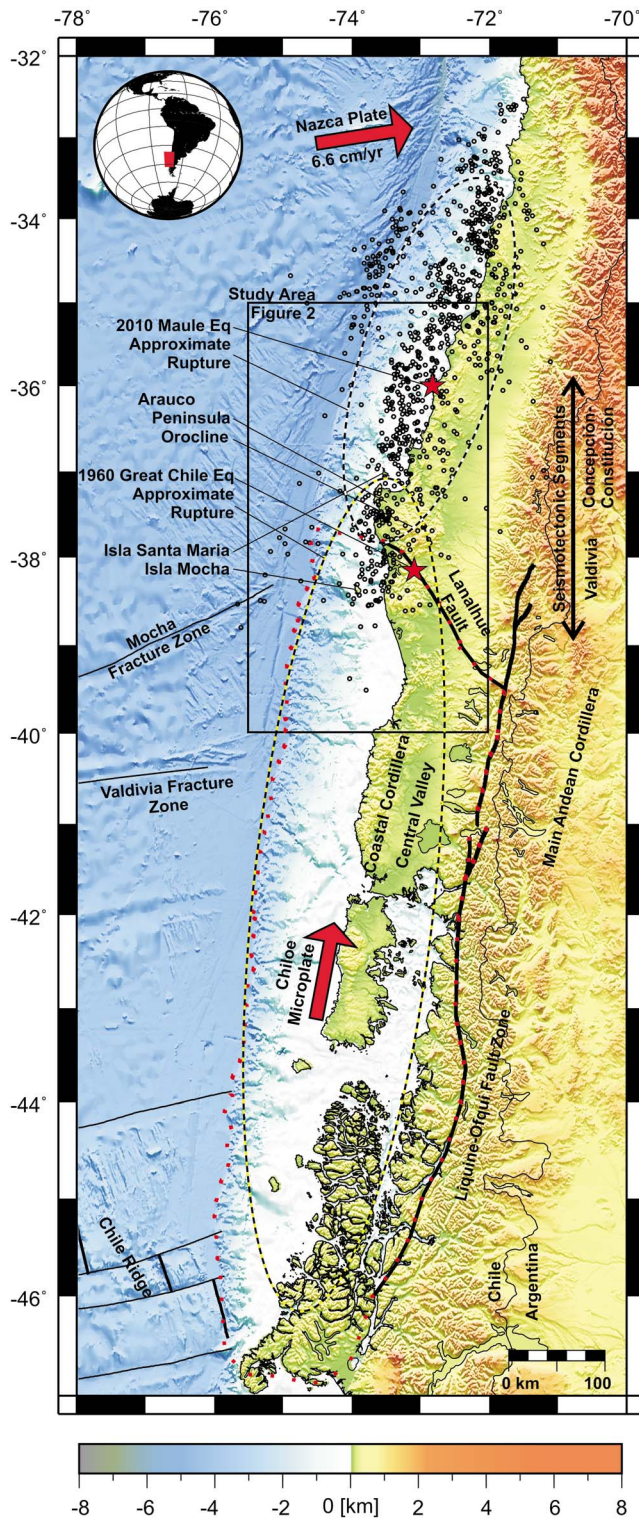 -78 -76 -74 -72 -70
-32
Nazca Plate
6.6 cm/yr
-34
Study Area
Figure 2
2010 Maule Eq
Approximate
Rupture
-36
Arauco
Peninsula
Orocline
Seismotectonic Segments
Concepcion-
Constitución
Valdivia
1960 Great Chile Eq
Approximate
Rupture
-38
Isla Santa Maria
Isla Mocha
Lanalhue
Fault
Mocha
Fracture Zone
-40
Valdivia Fracture
Zone
Coastal Cordillera
Central Valley
Main Andean Cordillera
-42
Chiloe
Microplate
-44
Liquine-Ofqui Fault Zone
Chile Ridge
-46
Chile
Argentina
0 km 100
-8 -6 -4 -2 0 [km] 2 4 6 8